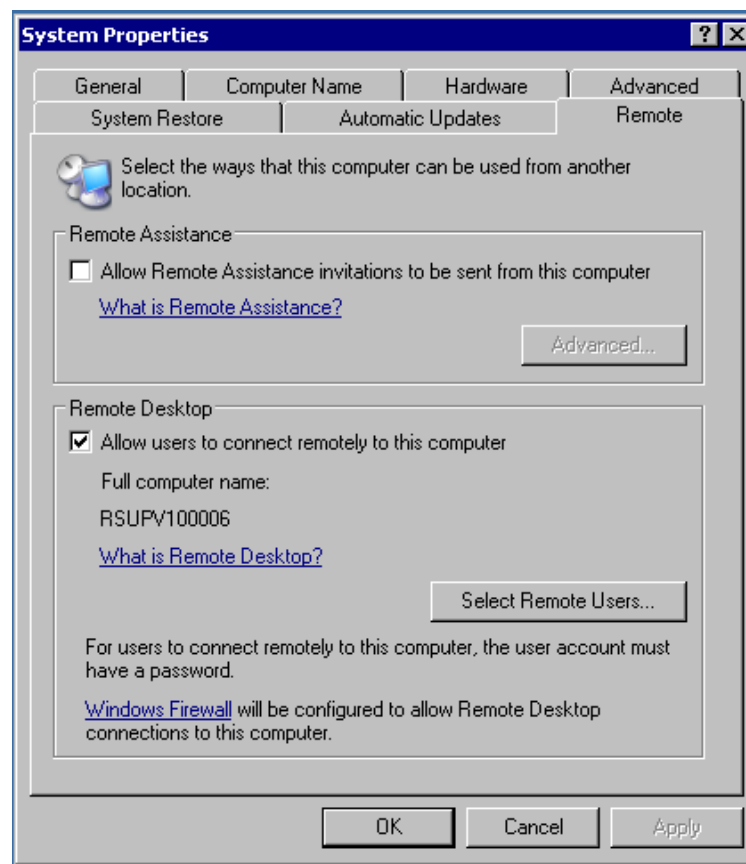 System Properties
General Computer Name Hardware Advanced
System Restore Automatic Updates Remote
Select the ways that this computer can be used from another
location.
Remote Assistance
Allow Remote Assistance invitations to be sent from this computer
What is Remote Assistance?
Advanced...
Remote Desktop
Allow users to connect remotely to this computer
Full computer name:
RSUPV100006
What is Remote Desktop?
Select Remote Users...
For users to connect remotely to this computer, the user account must
have a password.
Windows Firewall will be configured to allow Remote Desktop
connections to this computer.
OK Cancel Apply